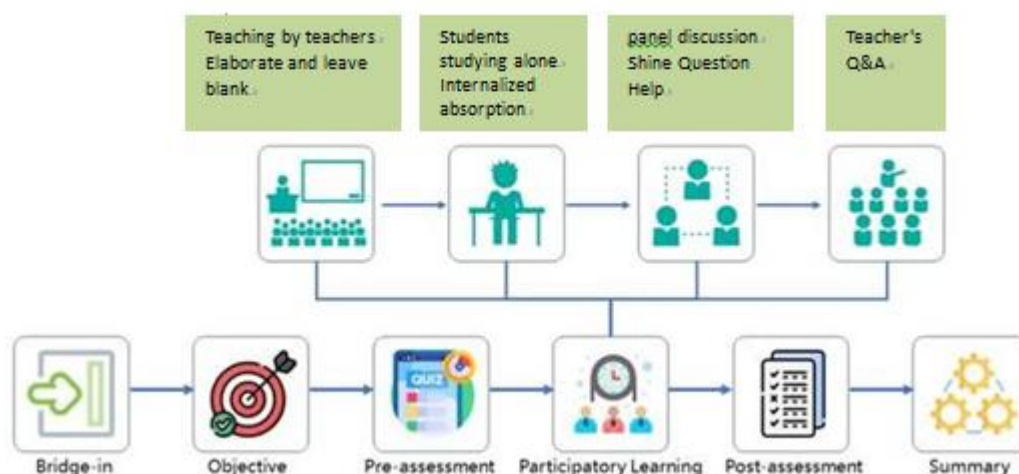 Teaching by teachers
Elaborate and leave
blank
Students
studying alone
Internalized
absorption
panel discussion
Shine Question
Help
Teacher's
Q&A
QUIZ
Bridge-in
Objective
Pre-assessment
Participatory Learning
Post-assessment
Summary